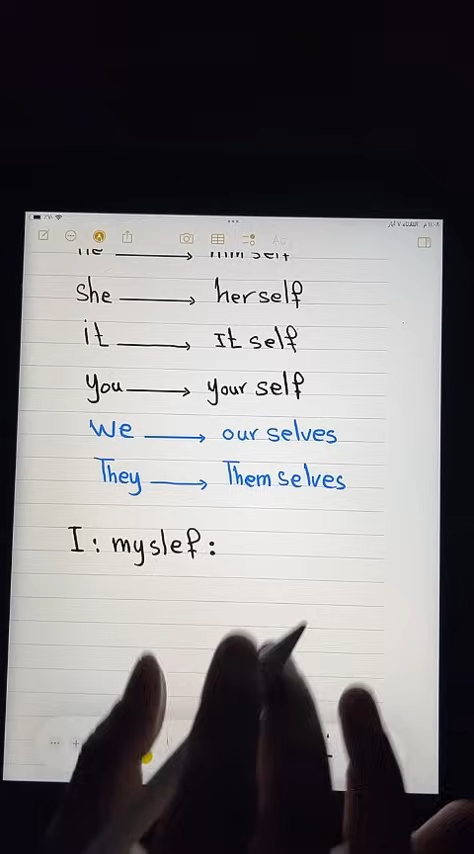 She → herself
it → It self
you → your self
We → our selves
They → Them selves
I : myslef :